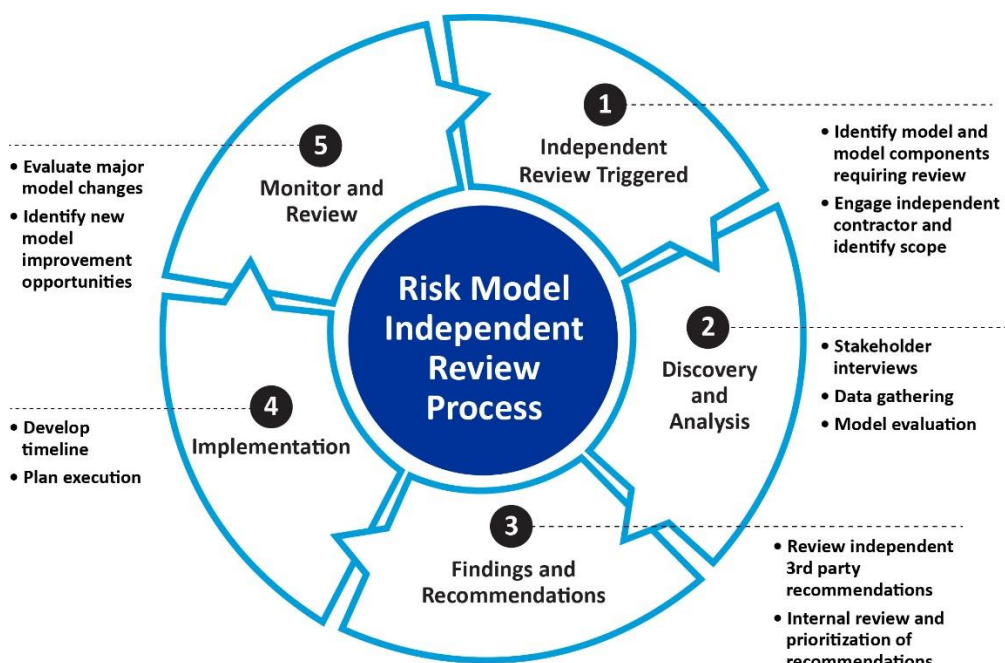 Risk Model
Independent
Review
Process
1
Independent
Review Triggered
• Identify model and
model components
requiring review
• Engage independent
contractor and
identify scope
2
Discovery
and
Analysis
• Stakeholder
interviews
• Data gathering
• Model evaluation
3
Findings and
Recommendations
• Review independent
3rd party
recommendations
• Internal review and
prioritization of
recommendations
4
Implementation
• Develop
timeline
• Plan execution
5
Monitor and
Review
• Evaluate major
model changes
• Identify new
model
improvement
opportunities